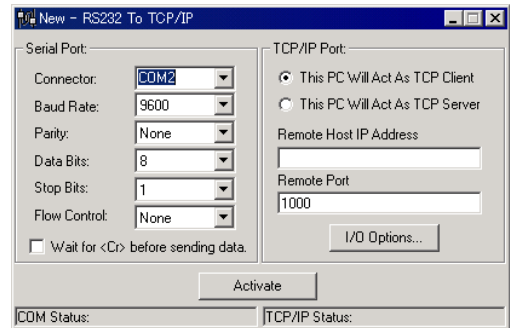 New - RS232 To TCP/IP
Serial Port:
Connector: COM2
Baud Rate: 9600
Parity: None
Data Bits: 8
Stop Bits: 1
Flow Control: None
Wait for <Cr> before sending data.
TCP/IP Port:
This PC Will Act As TCP Client
This PC Will Act As TCP Server
Remote Host IP Address
Remote Port
1000
I/O Options...
Activate
COM Status:
TCP/IP Status: